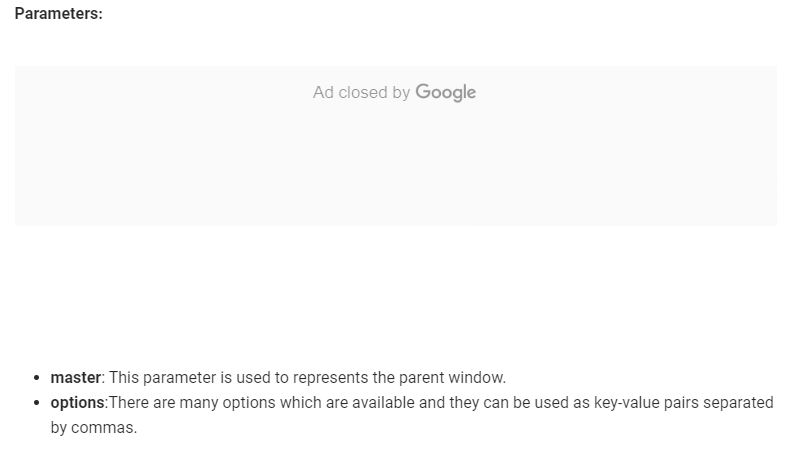 Parameters:
Ad closed by Google
• master: This parameter is used to represents the parent window.
• options:There are many options which are available and they can be used as key-value pairs separated
by commas.